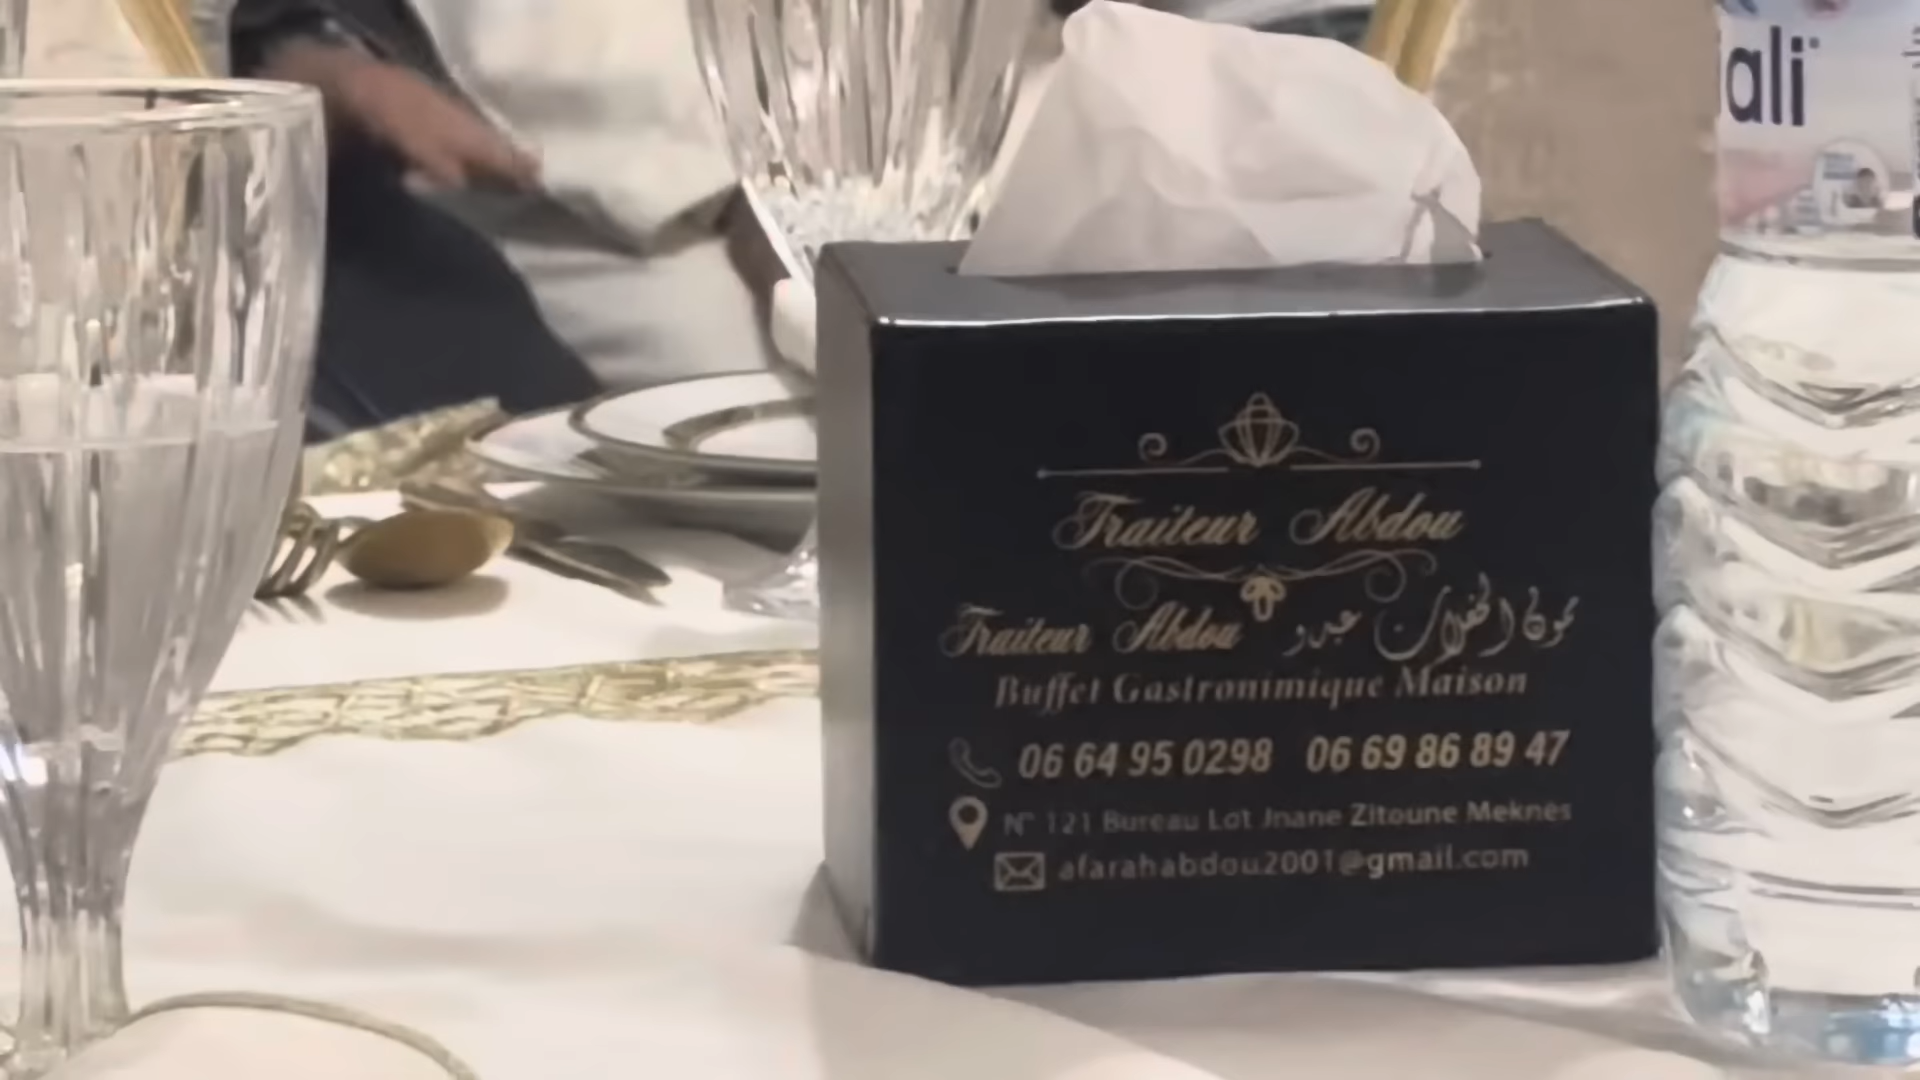 Traiteur Abdou
Traiteur Abdou ممون الحفلات عبدو
Buffet Gastronimique Maison
06 64 95 0298 06 69 86 89 47
N° 121 Bureau Lot Jnane Zitoune Meknes
afarahabdou2001@gmail.com
ali